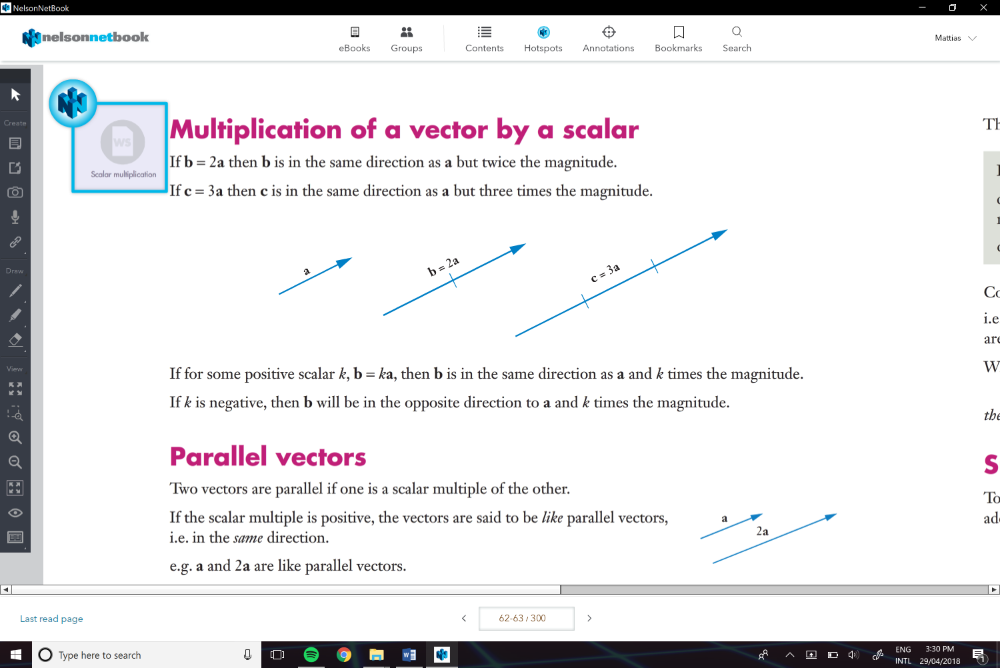 NelsonNetBook
nelsonnetbook
eBooks
Groups
Contents
Hotspots
Annotations
Bookmarks
Search
Mattias
Create
Draw
View
WS
Scalar multiplication
Multiplication of a vector by a scalar
If b = 2a then b is in the same direction as a but twice the magnitude.
If c = 3a then c is in the same direction as a but three times the magnitude.
a
b = 2a
c = 3a
If for some positive scalar k, b = ka, then b is in the same direction as a and k times the magnitude.
If k is negative, then b will be in the opposite direction to a and k times the magnitude.
Parallel vectors
Two vectors are parallel if one is a scalar multiple of the other.
If the scalar multiple is positive, the vectors are said to be like parallel vectors,
i.e. in the same direction.
e.g. a and 2a are like parallel vectors.
a
2a
Th
Co
i.e
are
W
the
S
To
ad
Last read page
62-63 / 300
Type here to search
ENG
INTL
3:30 PM
29/04/2018
1